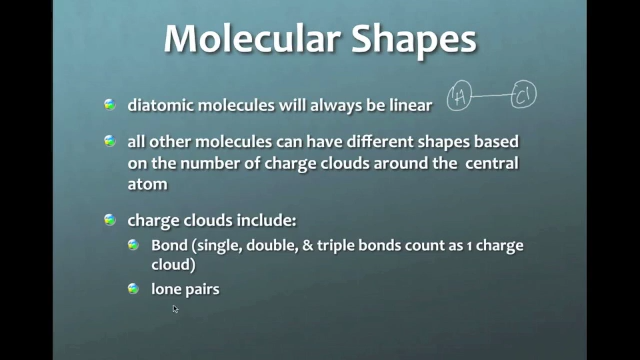 Molecular Shapes
diatomic molecules will always be linear H Cl
all other molecules can have different shapes based
on the number of charge clouds around the central
atom
charge clouds include:
Bond (single, double, & triple bonds count as 1 charge
cloud)
lone pairs